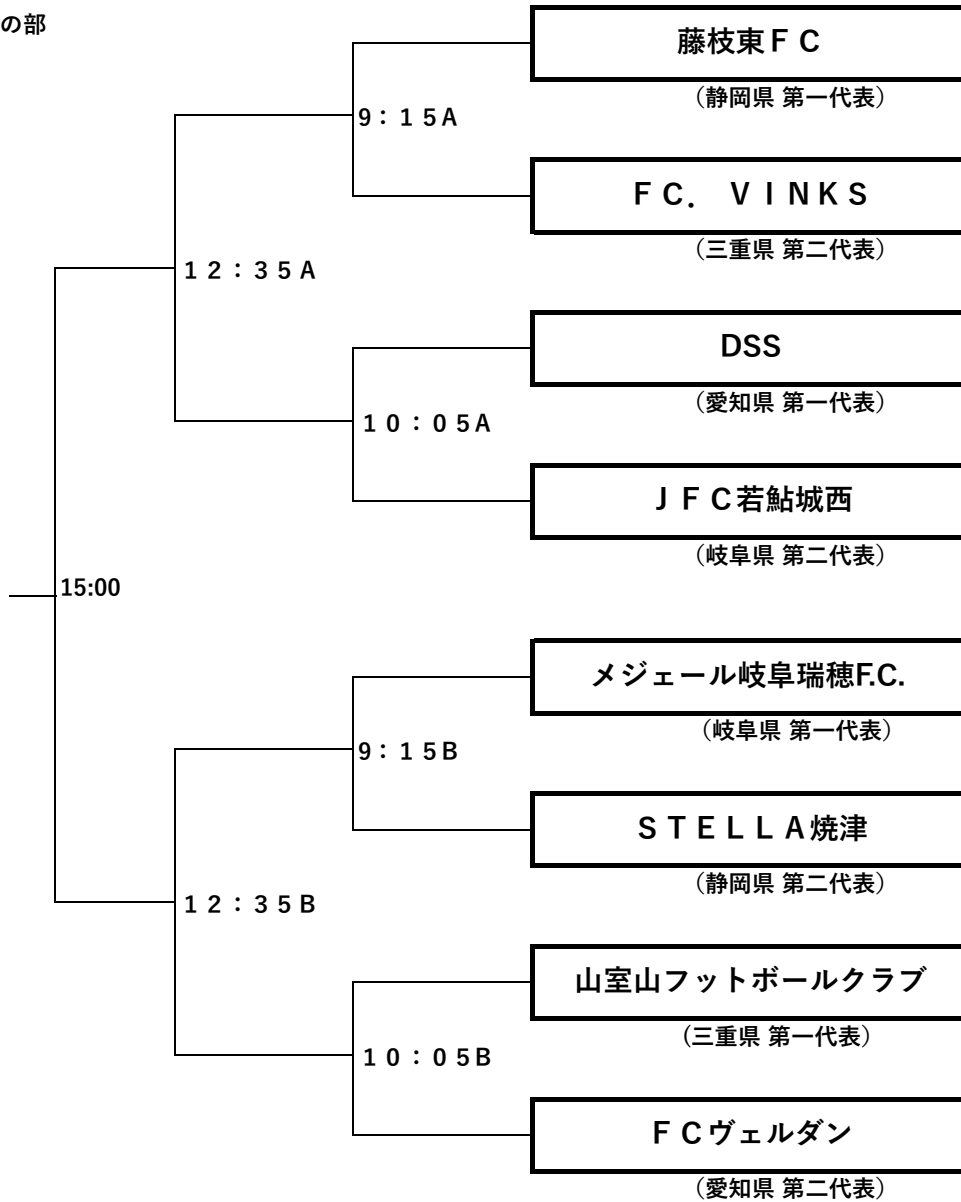 の部
藤枝東ＦＣ
（静岡県 第一代表）
９：１５A
ＦＣ．　ＶＩＮＫＳ
（三重県 第二代表）
１２：３５A
DSS
（愛知県 第一代表）
１０：０５A
ＪＦＣ若鮎城西
（岐阜県 第二代表）
15:00
メジェール岐阜瑞穂F.C.
（岐阜県 第一代表）
９：１５B
ＳＴＥＬＬＡ焼津
（静岡県 第二代表）
１２：３５B
山室山フットボールクラブ
（三重県 第一代表）
１０：０５B
ＦＣヴェルダン
（愛知県 第二代表）